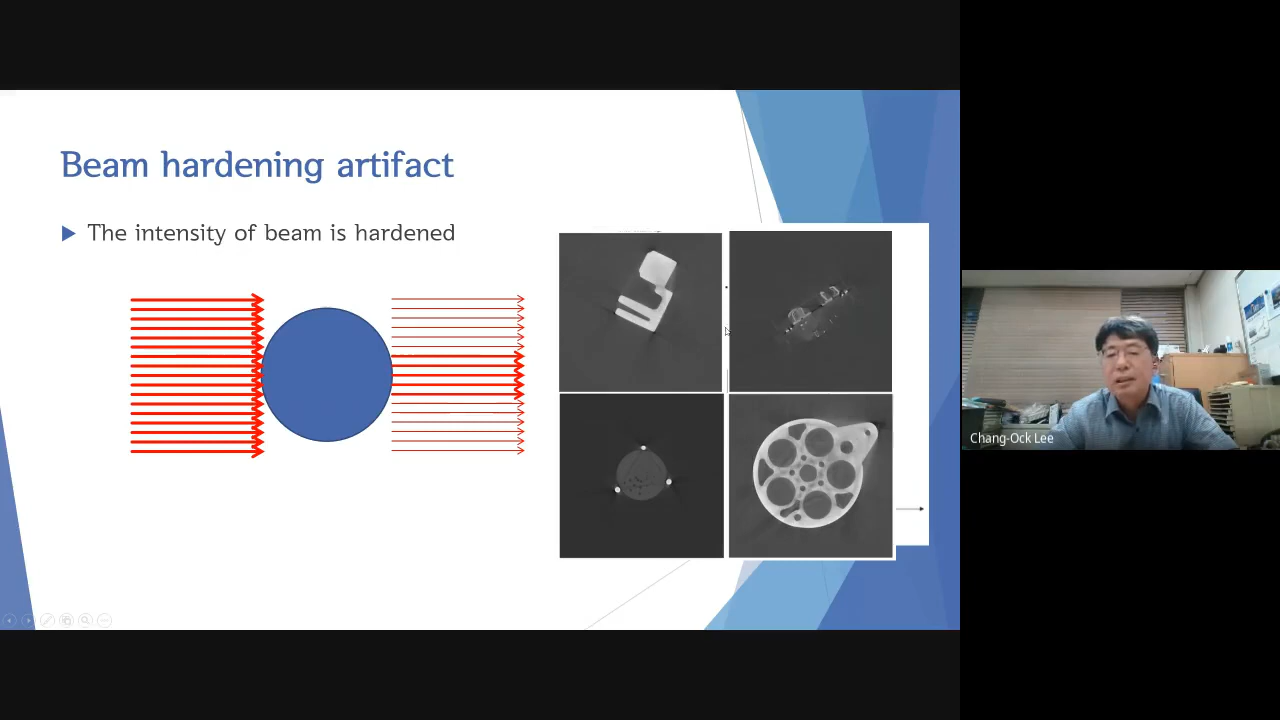 Beam hardening artifact
The intensity of beam is hardened
Chang-Ock Lee